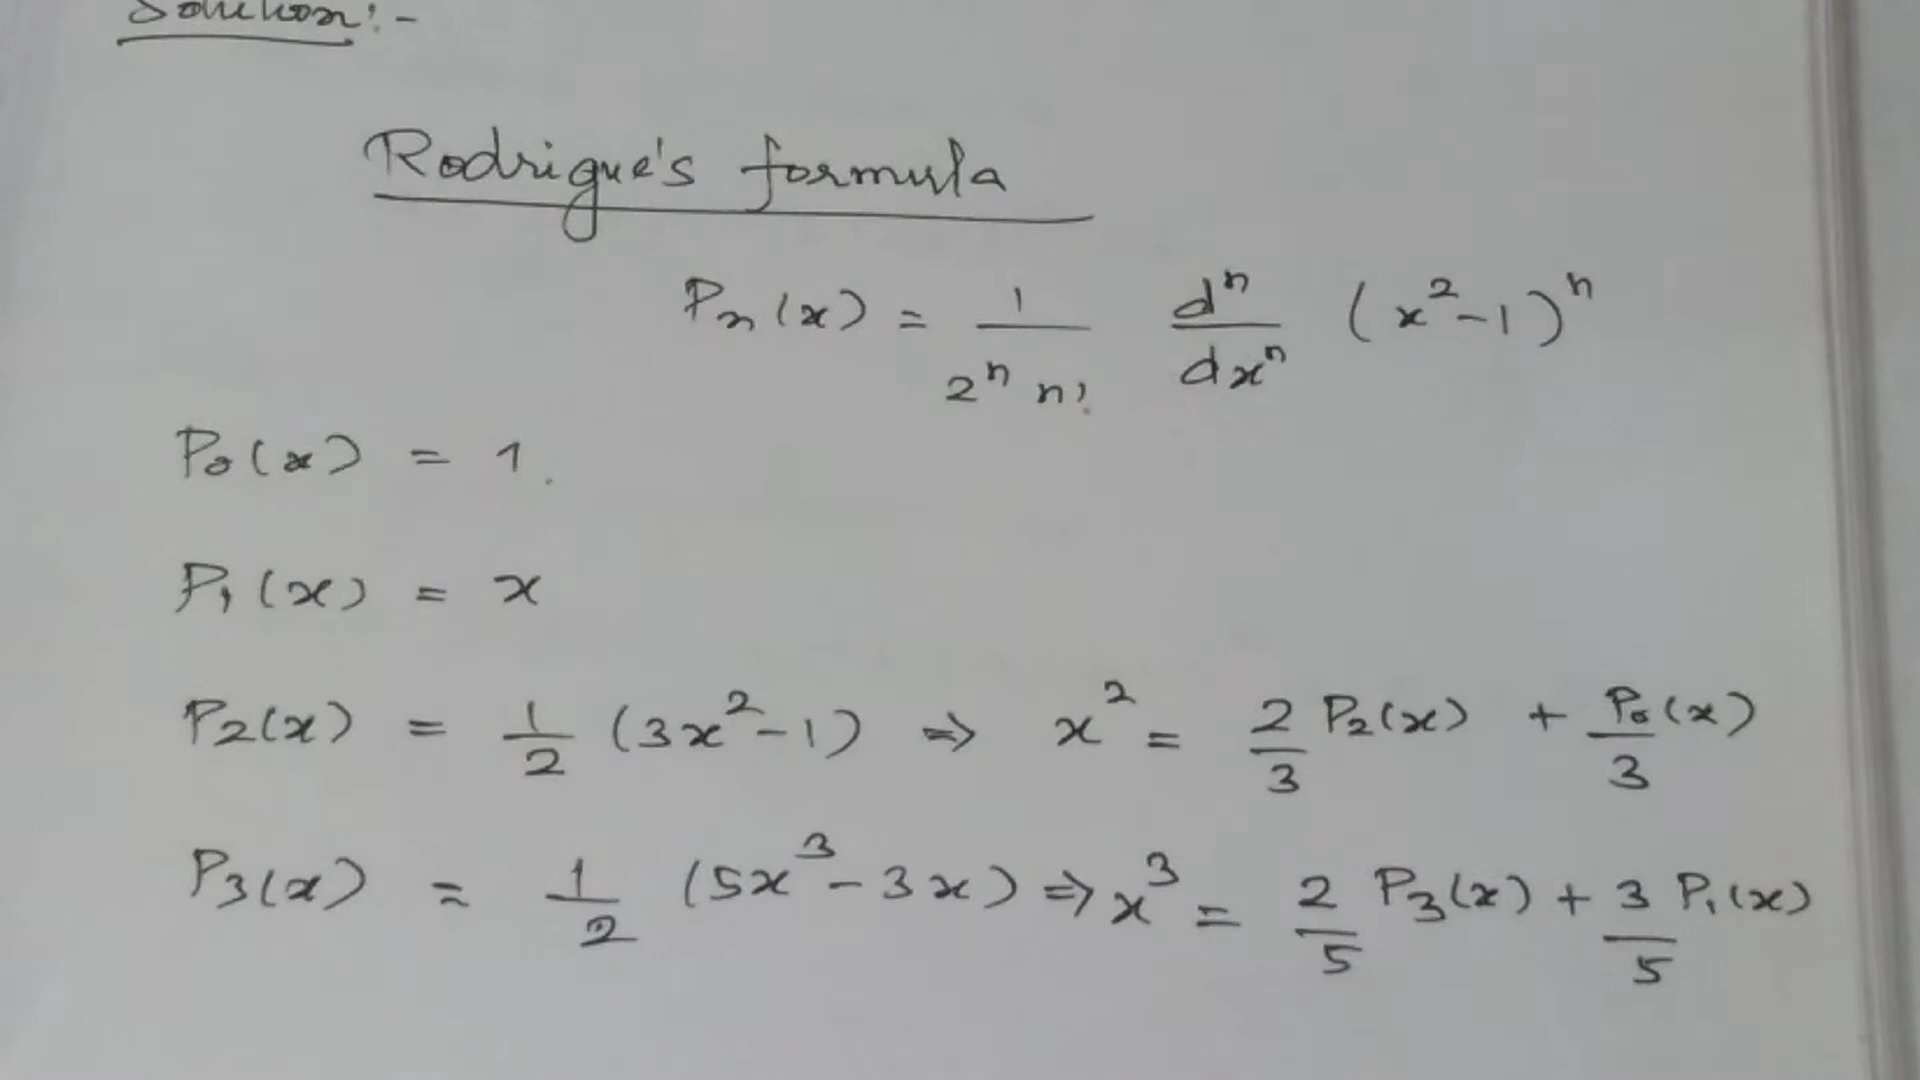 Solution:-
Rodrigue's formula
Pn(x) = 1/(2^n n!) d^n/dx^n (x^2-1)^n
P0(x) = 1.
P1(x) = x
P2(x) = 1/2 (3x^2-1) ⇒ x^2 = 2/3 P2(x) + P0(x)/3
P3(x) = 1/2 (5x^3-3x) ⇒ x^3 = 2/5 P3(x) + 3/5 P1(x)